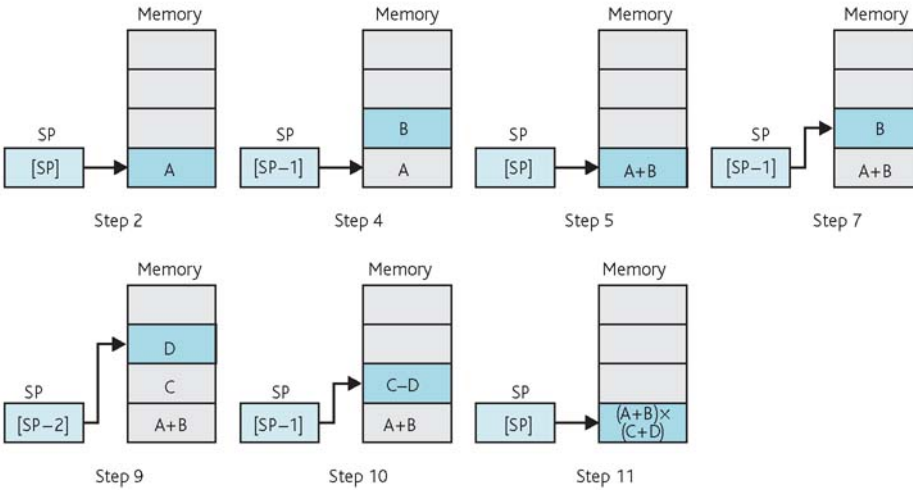 Memory
SP
[SP]
A
Step 2
Memory
B
SP
[SP−1]
A
Step 4
Memory
SP
[SP]
A+B
Step 5
Memory
B
SP
[SP−1]
A+B
Step 7
Memory
D
C
SP
[SP−2]
A+B
Step 9
Memory
C−D
SP
[SP−1]
A+B
Step 10
Memory
SP
[SP]
(A+B)×
(C+D)
Step 11